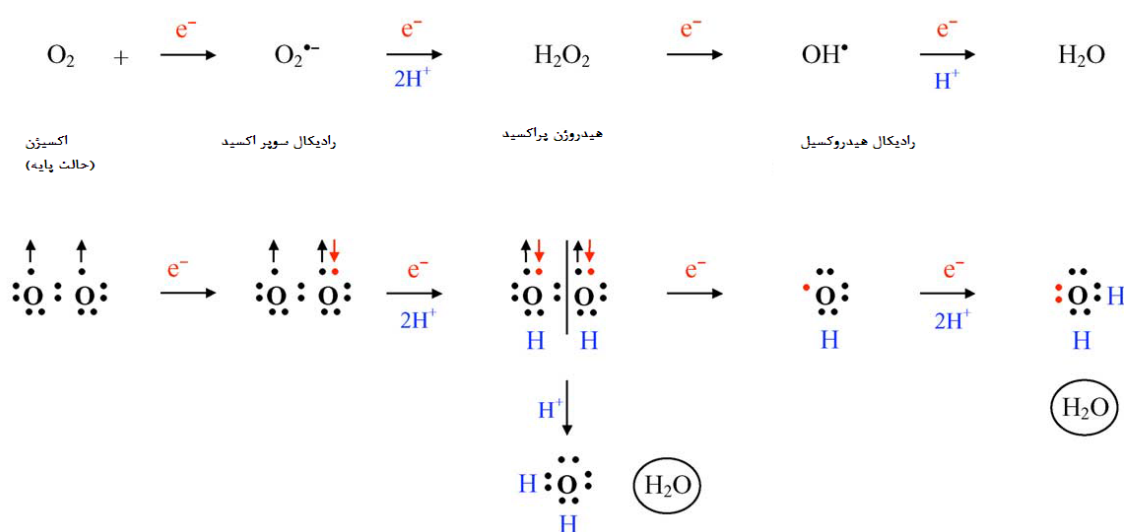 O₂ + e⁻ O₂•⁻ e⁻ 2H⁺ H₂O₂ e⁻ OH• e⁻ H⁺ H₂O
اکسیژن
(حالت پایه)
رادیکال سوپر اکسید
هیدروژن پراکسید
رادیکال هیدروکسیل
O O e⁻ O O e⁻ 2H⁺ O O e⁻ O e⁻ 2H⁺ O H
H H H H
H⁺ H₂O
H O H₂O
H